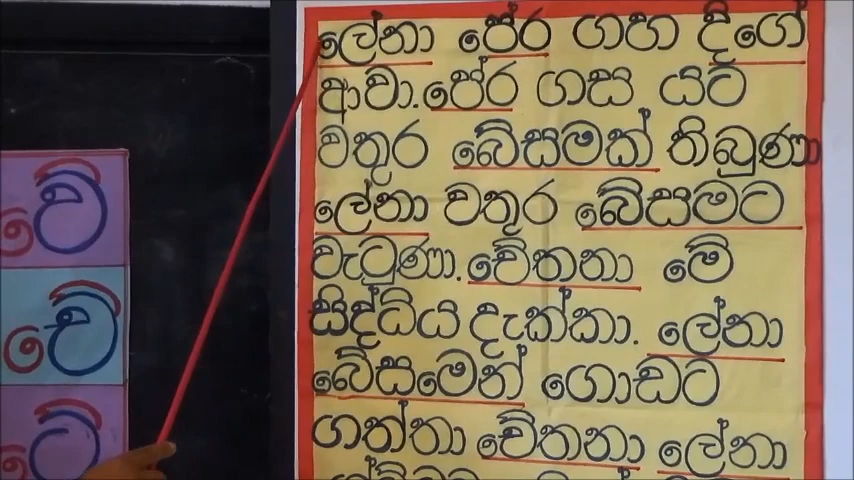 ලේනා පේර ගහ දිගේ
ආවා. පේර ගස යට
වතුර බේසමක් තිබුණා
ලේනා වතුර බේසමට
වැටුණා. චේතනා මේ
සිද්ධිය දැක්කා. ලේනා
බේසමෙන් ගොඩට
ගත්තා චේතනා ලේනා